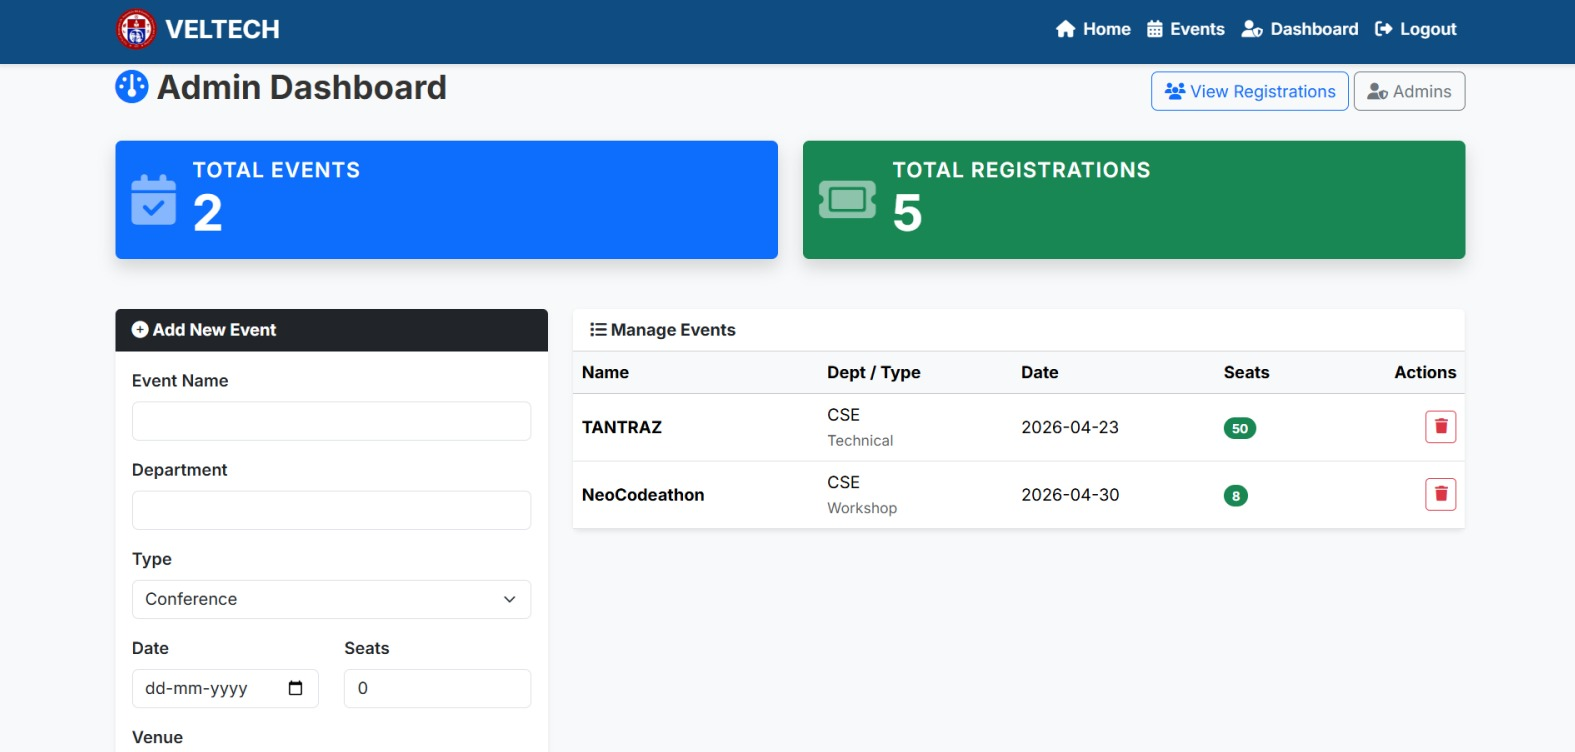 VELTECH
Home Events Dashboard Logout
Admin Dashboard
View Registrations Admins
TOTAL EVENTS
2
TOTAL REGISTRATIONS
5
Add New Event
Event Name
Department
Type
Conference
Date Seats
dd-mm-yyyy 0
Venue
Manage Events
Name Dept / Type Date Seats Actions
TANTRAZ CSE Technical 2026-04-23 50
NeoCodeathon CSE Workshop 2026-04-30 8